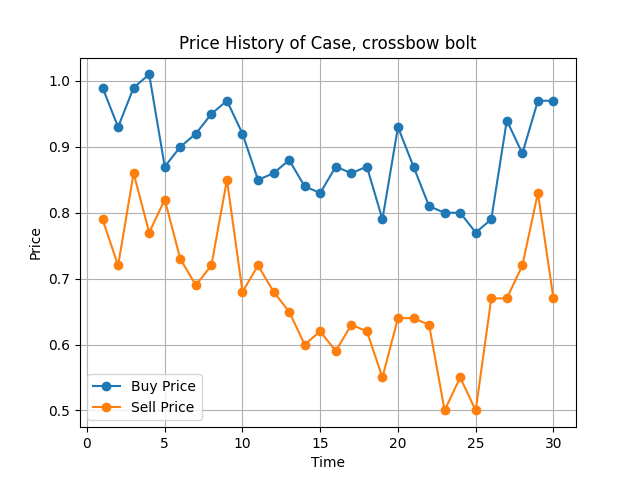 Price History of Case, crossbow bolt
1.0
0.9
0.8
0.7
0.6
0.5
Price
Buy Price
Sell Price
0 5 10 15 20 25 30
Time